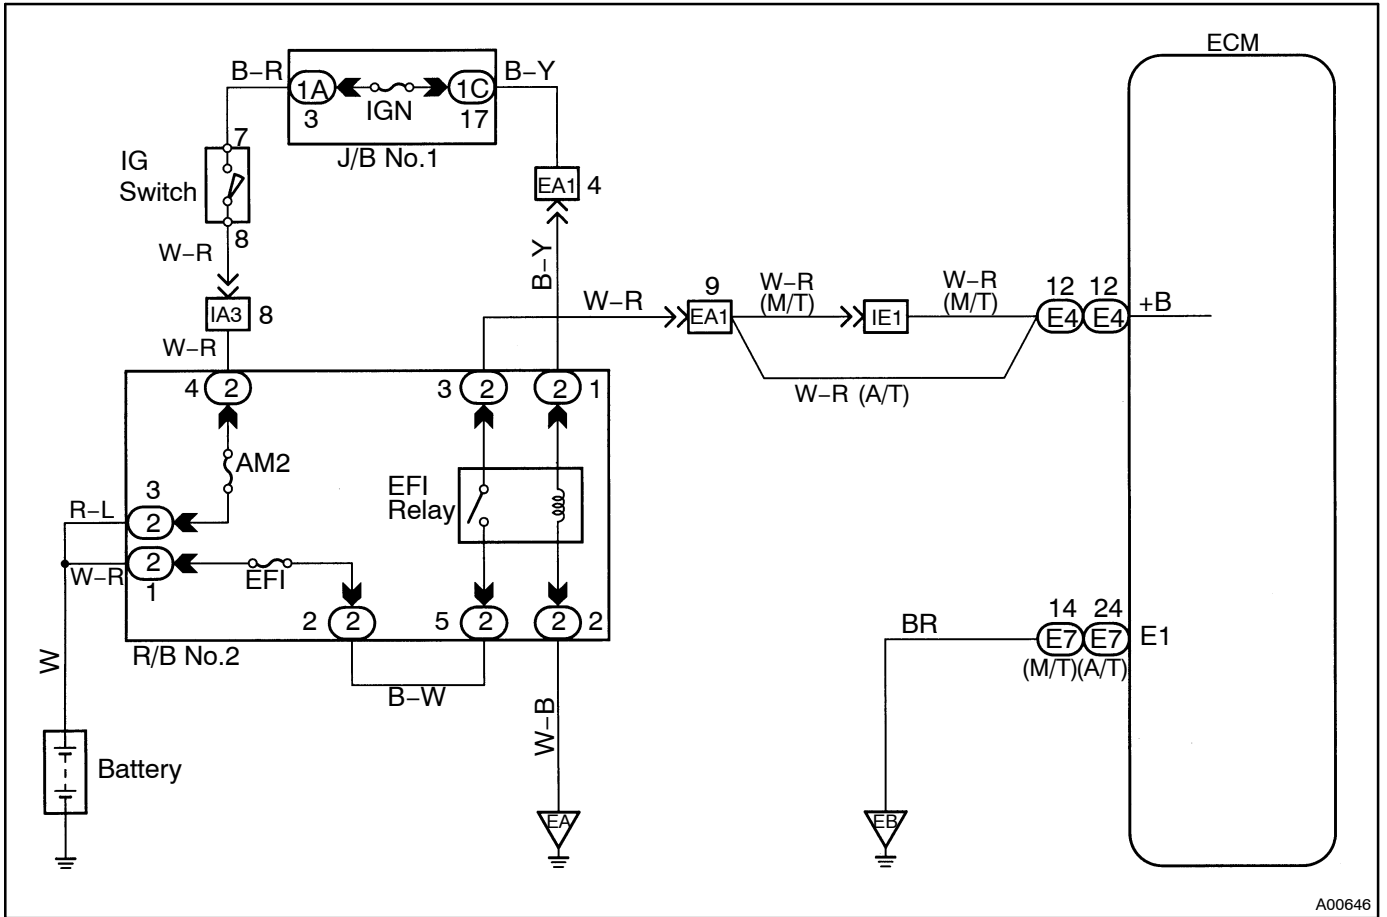 ECM
B–R
1A
1C
B–Y
IGN
3
17
J/B No.1
7
IG
Switch
8
W–R
EA1
4
B–Y
IA3
8
W–R
W–R
9
EA1
W–R
(M/T)
IE1
W–R
(M/T)
12
12
E4
E4
+B
W–R (A/T)
4
2
3
2
2
1
AM2
EFI
Relay
3
R–L
2
2
W–R
1
EFI
2
2
5
2
2
2
R/B No.2
B–W
W
Battery
W–B
EA
BR
14
24
E7
E7
E1
(M/T)(A/T)
EB
A00646